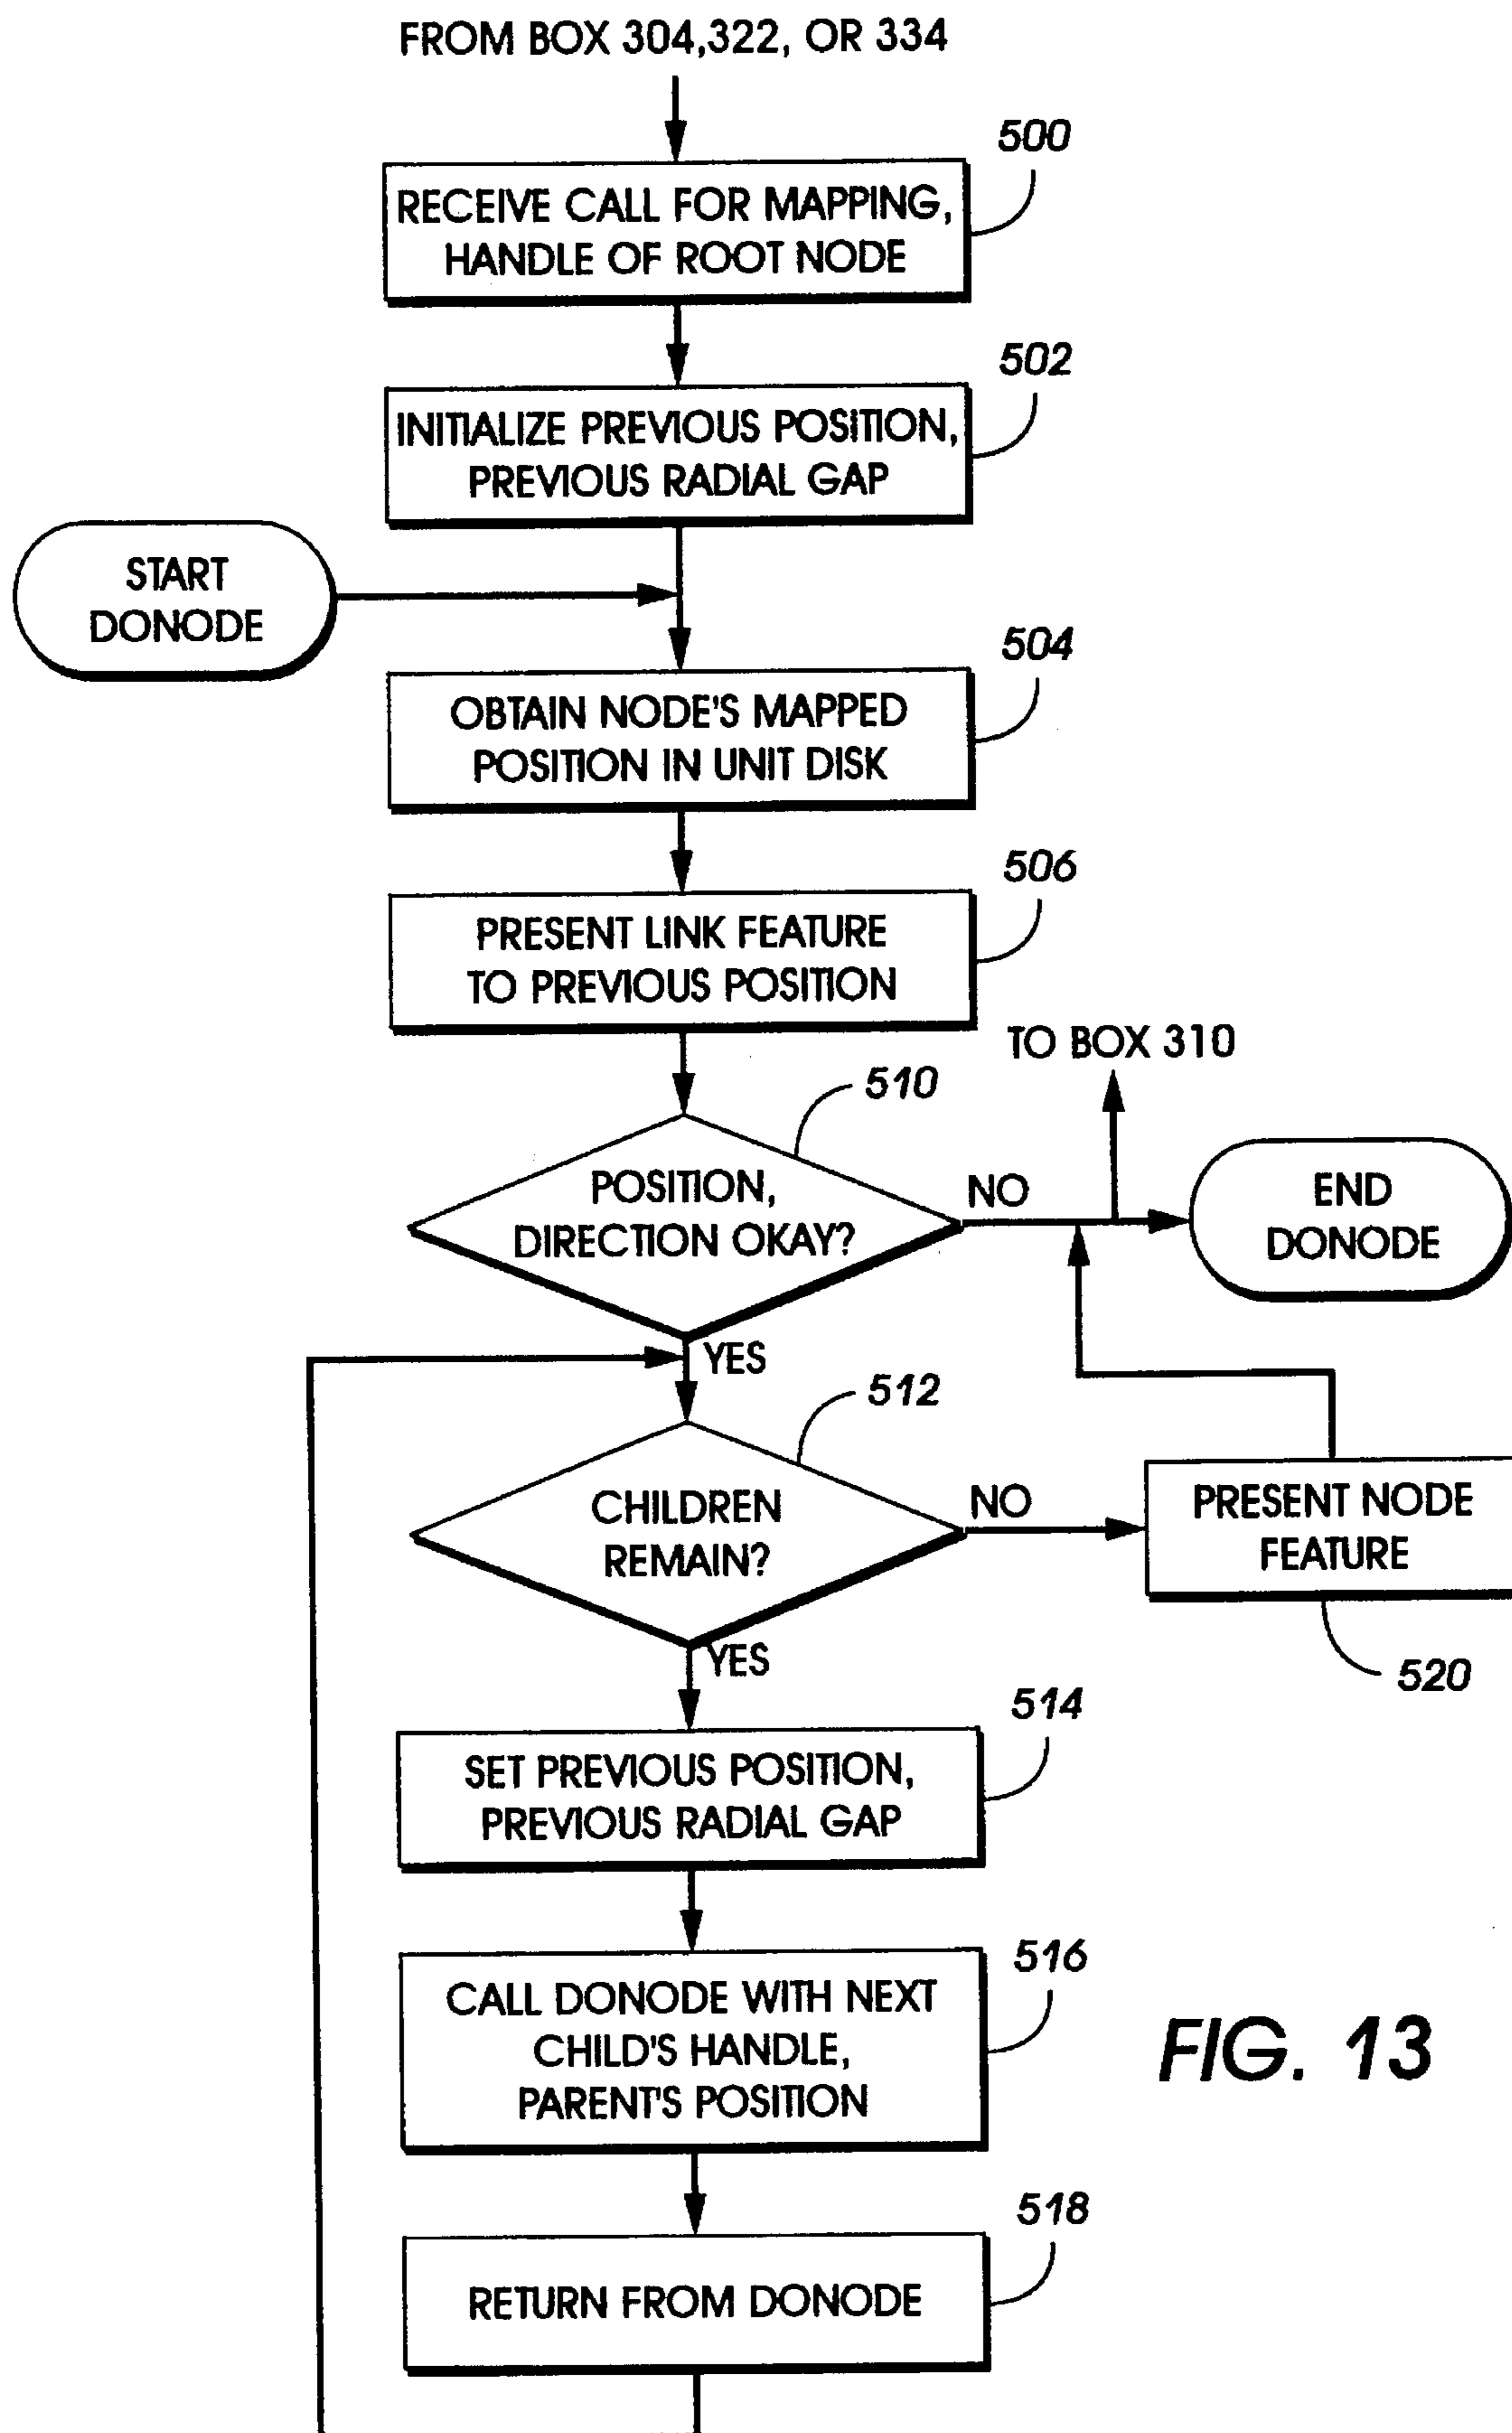 FROM BOX 304,322, OR 334
500
RECEIVE CALL FOR MAPPING,
HANDLE OF ROOT NODE
502
INITIALIZE PREVIOUS POSITION,
PREVIOUS RADIAL GAP
START
DONODE
504
OBTAIN NODE'S MAPPED
POSITION IN UNIT DISK
506
PRESENT LINK FEATURE
TO PREVIOUS POSITION
TO BOX 310
510
POSITION,
DIRECTION OKAY?
NO
END
DONODE
YES
512
CHILDREN
REMAIN?
NO
PRESENT NODE
FEATURE
520
YES
514
SET PREVIOUS POSITION,
PREVIOUS RADIAL GAP
516
CALL DONODE WITH NEXT
CHILD'S HANDLE,
PARENT'S POSITION
FIG. 13
518
RETURN FROM DONODE